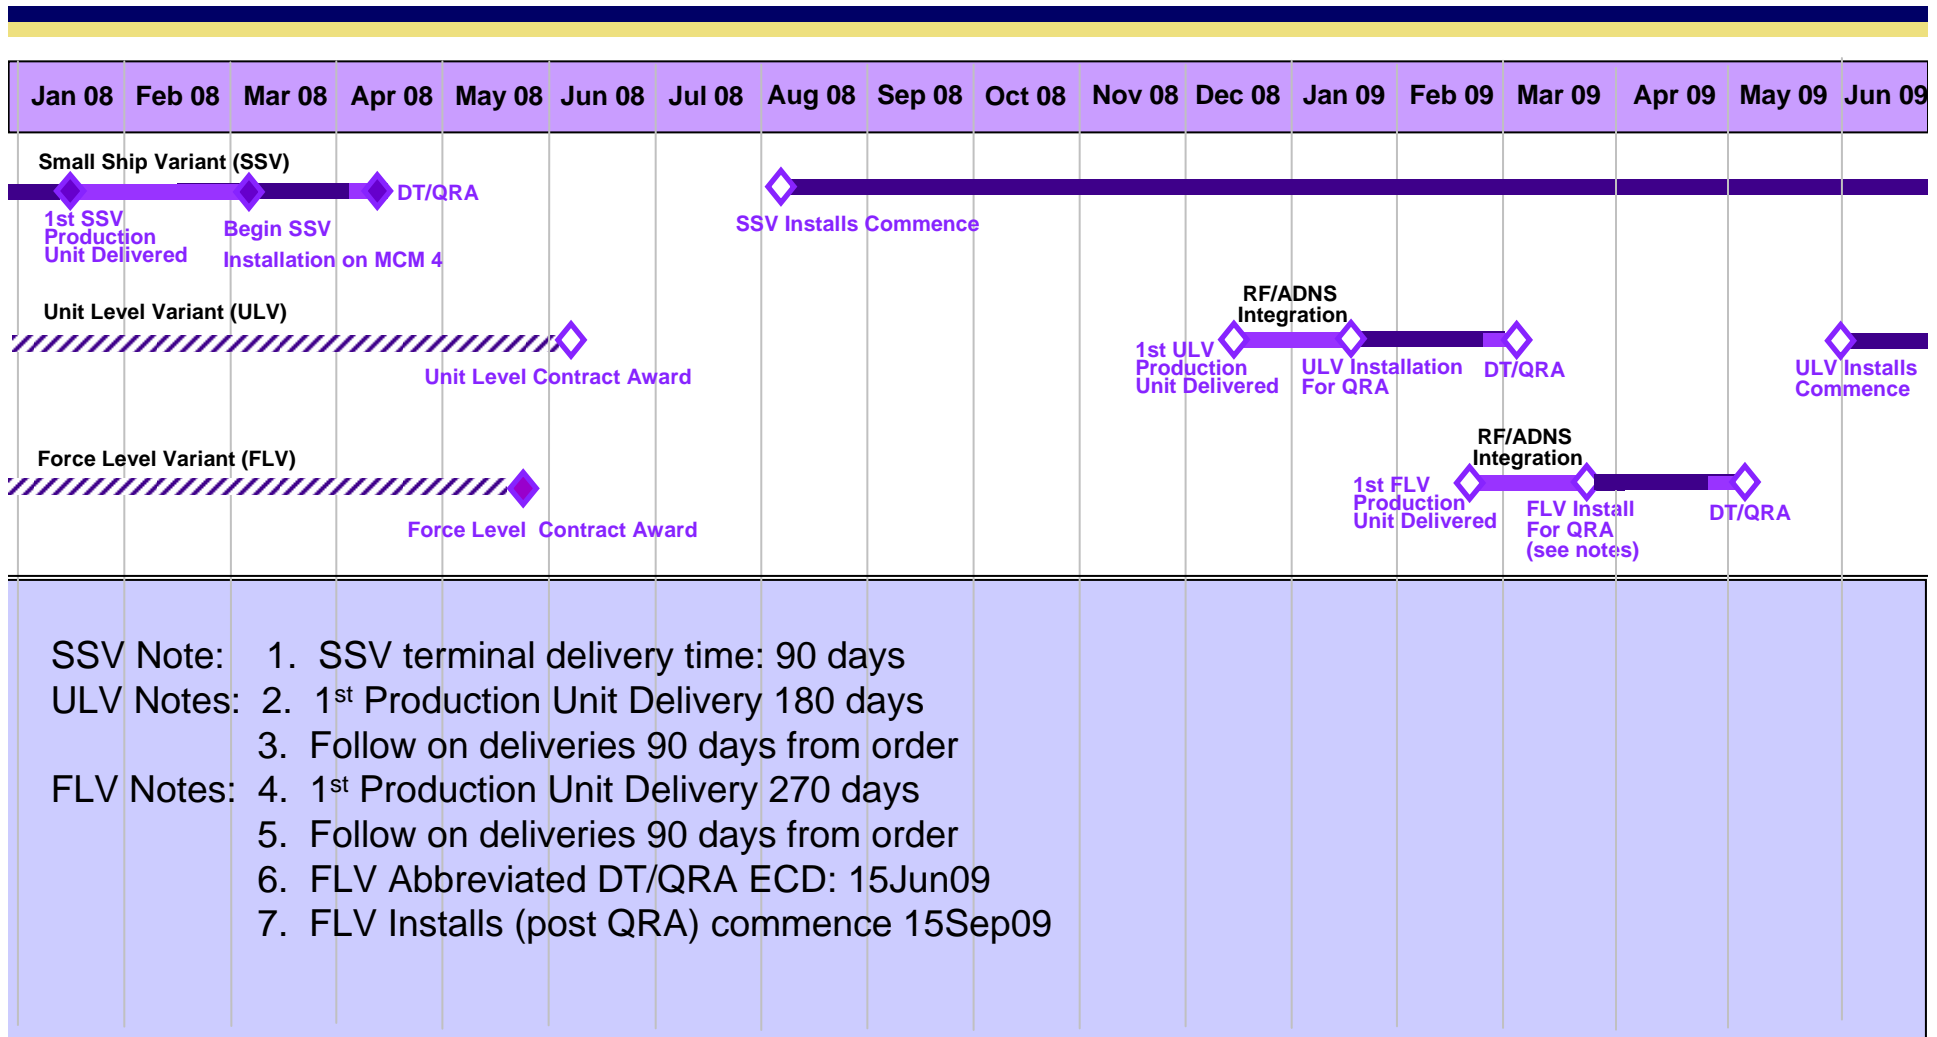 Jan 08 Feb 08 Mar 08 Apr 08 May 08 Jun 08 Jul 08 Aug 08 Sep 08 Oct 08 Nov 08 Dec 08 Jan 09 Feb 09 Mar 09 Apr 09 May 09 Jun 09
Small Ship Variant (SSV)
DT/QRA
1st SSV
Production
Unit Delivered
Begin SSV
Installation on MCM 4
SSV Installs Commence
Unit Level Variant (ULV)
Unit Level Contract Award
RF/ADNS
Integration
1st ULV
Production
Unit Delivered
ULV Installation
For QRA
DT/QRA
ULV Installs
Commence
Force Level Variant (FLV)
Force Level  Contract Award
RF/ADNS
Integration
1st FLV
Production
Unit Delivered
FLV Install
For QRA
(see notes)
DT/QRA
SSV Note: 1. SSV terminal delivery time: 90 days
ULV Notes: 2. 1st Production Unit Delivery 180 days
3. Follow on deliveries 90 days from order
FLV Notes: 4. 1st Production Unit Delivery 270 days
5. Follow on deliveries 90 days from order
6. FLV Abbreviated DT/QRA ECD: 15Jun09
7. FLV Installs (post QRA) commence 15Sep09